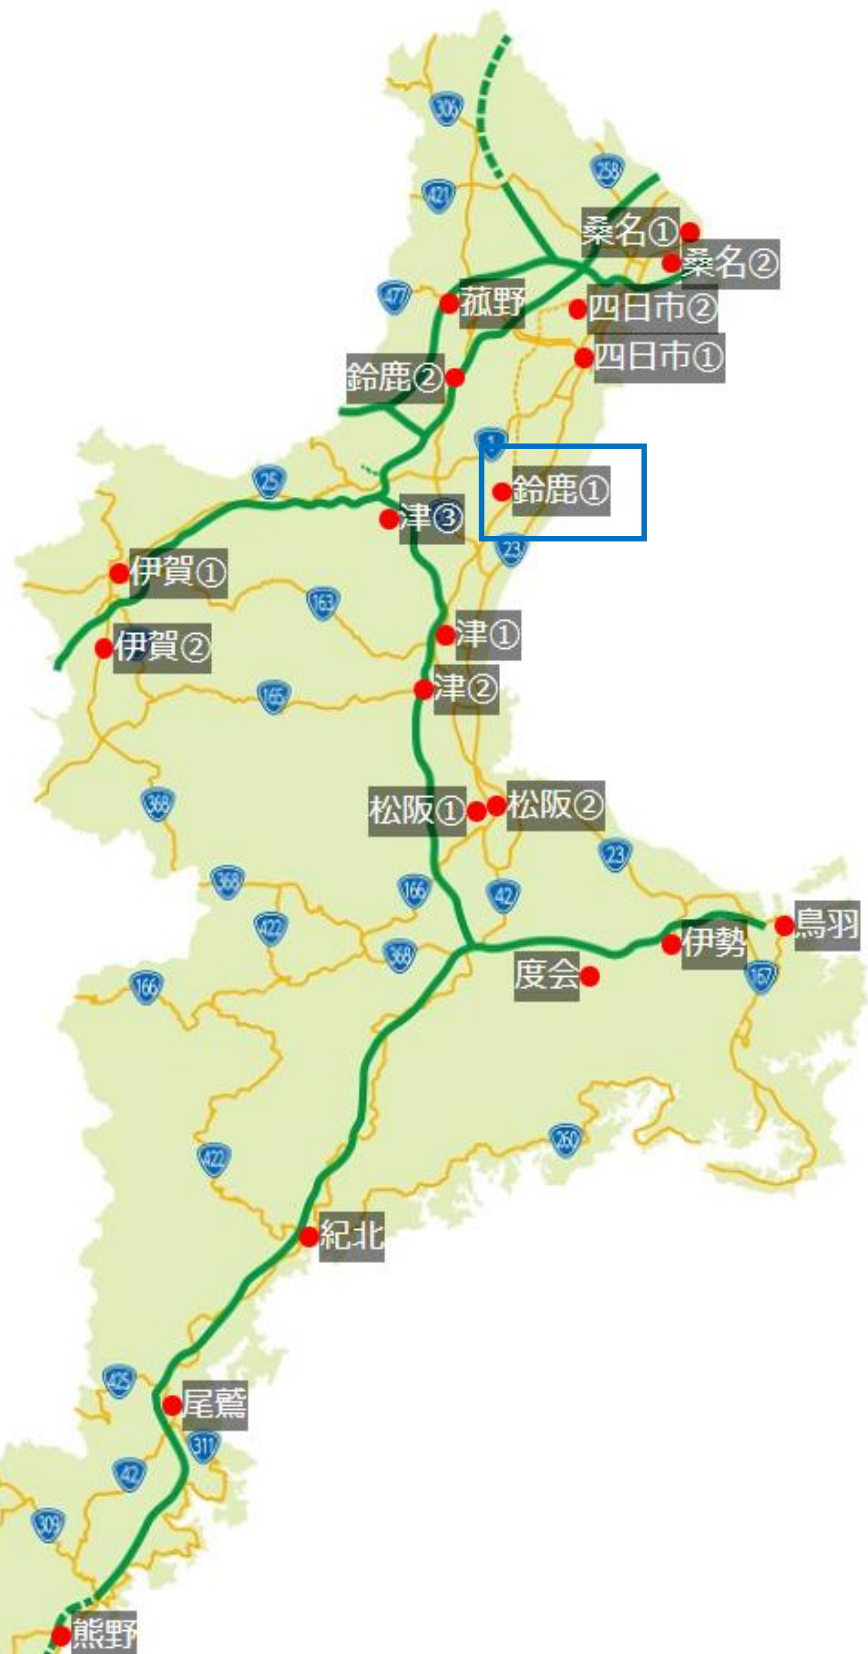 306
258
421
桑名①
桑名②
477
菰野
四日市②
四日市①
鈴鹿②
1
25
鈴鹿①
津③
23
伊賀①
163
津①
伊賀②
津②
165
368
松阪①
松阪②
23
368
166
42
422
鳥羽
伊勢
368
度会
167
166
260
422
紀北
425
尾鷲
311
42
309
熊野